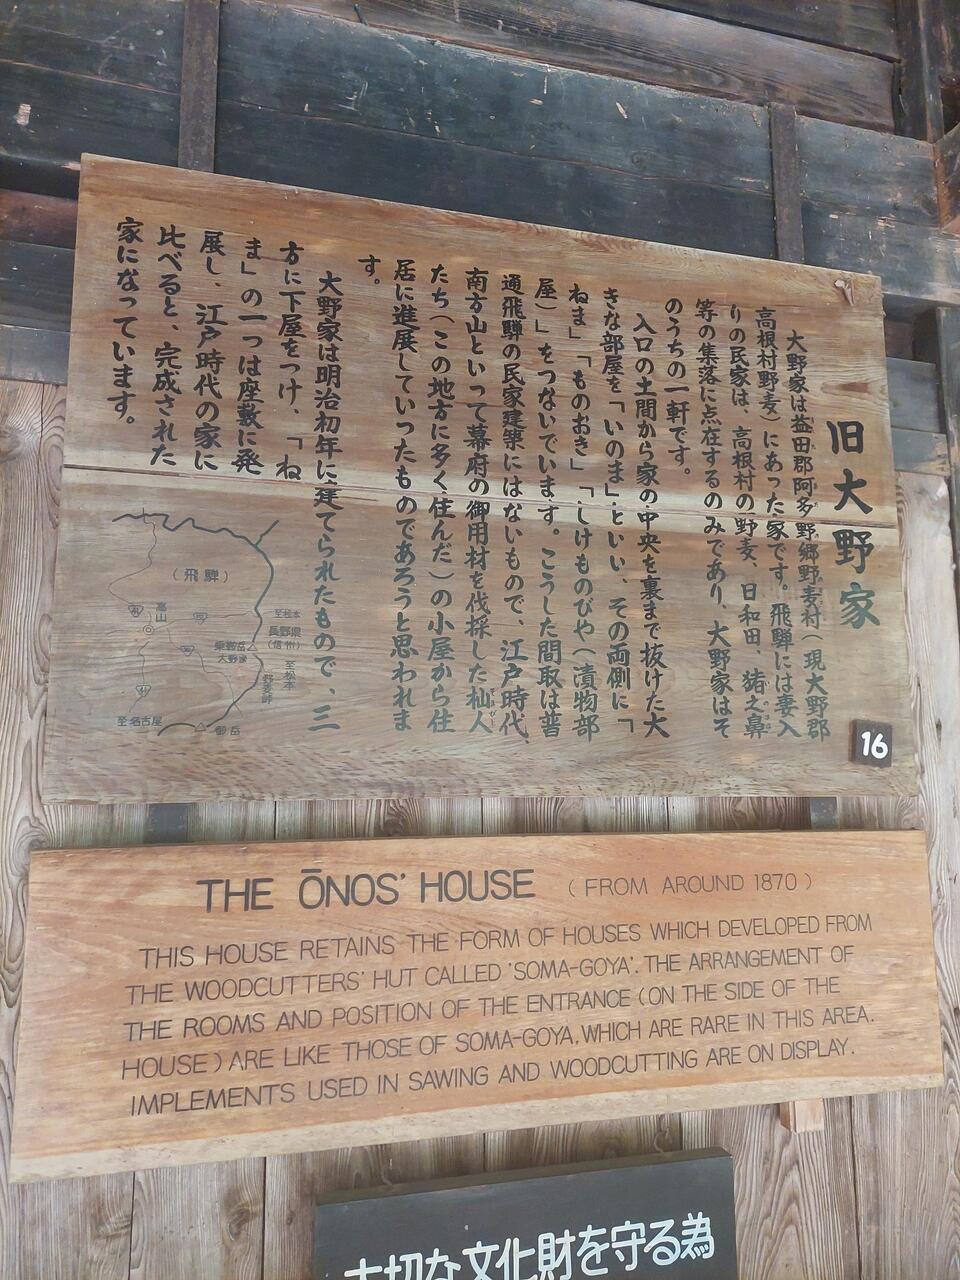 旧大野家
大野家は益田郡阿多野郷野麦村（現大野郡
高根村野麦）にあった家です。飛騨には妻入
りの民家は、高根村の野麦、日和田、猪之鼻
等の集落に点在するのみであり、大野家はそ
のうちの一軒です。
入口の土間から家の中央を裏まで抜けた大
きな部屋を「いのま」といい、その両側に「
ねま」「ものおき」「しけものびや（漬物部
屋）」をつないでいます。こうした間取は普
通飛騨の民家建築にはないもので、江戸時代、
南方山といって幕府の御用材を伐採した杣人
たち（この地方に多く住んだ）の小屋から住
居に進展していったものであろうと思われま
す。
大野家は明治初年に建てられたもので、三
方に下屋をつけ、「ね
ま」の一つは座敷に発
展し、江戸時代の家に
比べると、完成された
家になっています。
（飛騨）
高山
至松本
長野県
（信州）
乗鞍岳
大野家
至松本
野麦峠
至名古屋
御岳
16
THE ŌNOS' HOUSE (FROM AROUND 1870)
THIS HOUSE RETAINS THE FORM OF HOUSES WHICH DEVELOPED FROM
THE WOODCUTTERS' HUT CALLED 'SOMA-GOYA'. THE ARRANGEMENT OF
THE ROOMS AND POSITION OF THE ENTRANCE (ON THE SIDE OF THE
HOUSE) ARE LIKE THOSE OF SOMA-GOYA, WHICH ARE RARE IN THIS AREA.
IMPLEMENTS USED IN SAWING AND WOODCUTTING ARE ON DISPLAY.
大切な文化財を守る為